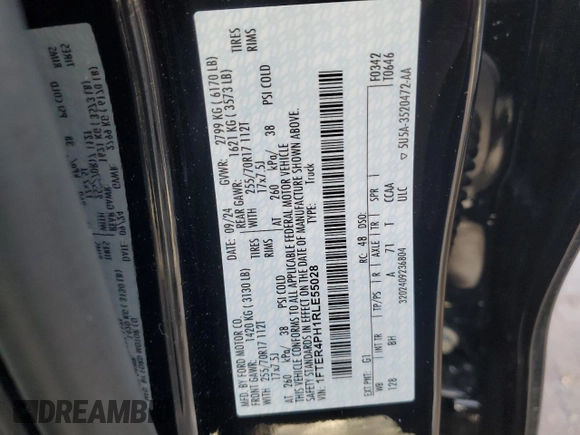 MFD. BY FORD MOTOR CO.
DATE: 09/24 GVWR: 2799 KG ( 6170 LB)
FRONT GAWR: 1420 KG ( 3130 LB) REAR GAWR: 1621 KG ( 3573 LB)
WITH 255/70R17 112T TIRES WITH 255/70R17 112T TIRES
17x7.5J RIMS 17x7.5J RIMS
AT 260 kPa/ 38 PSI COLD AT 260 kPa/ 38 PSI COLD
THIS VEHICLE CONFORMS TO ALL APPLICABLE FEDERAL MOTOR VEHICLE
SAFETY STANDARDS IN EFFECT ON THE DATE OF MANUFACTURE SHOWN ABOVE.
VIN: 1FTER4PH1RLE55028
TYPE: Truck
F0342
T0646
EXT PNT: G1 RC: 48 DSO:
WB INT TR TP/PS R AXLE TR SPR
128 BH A 71 T CCAA
3202409236804 ULC
5U5A-3520472-AA
DREAMBID